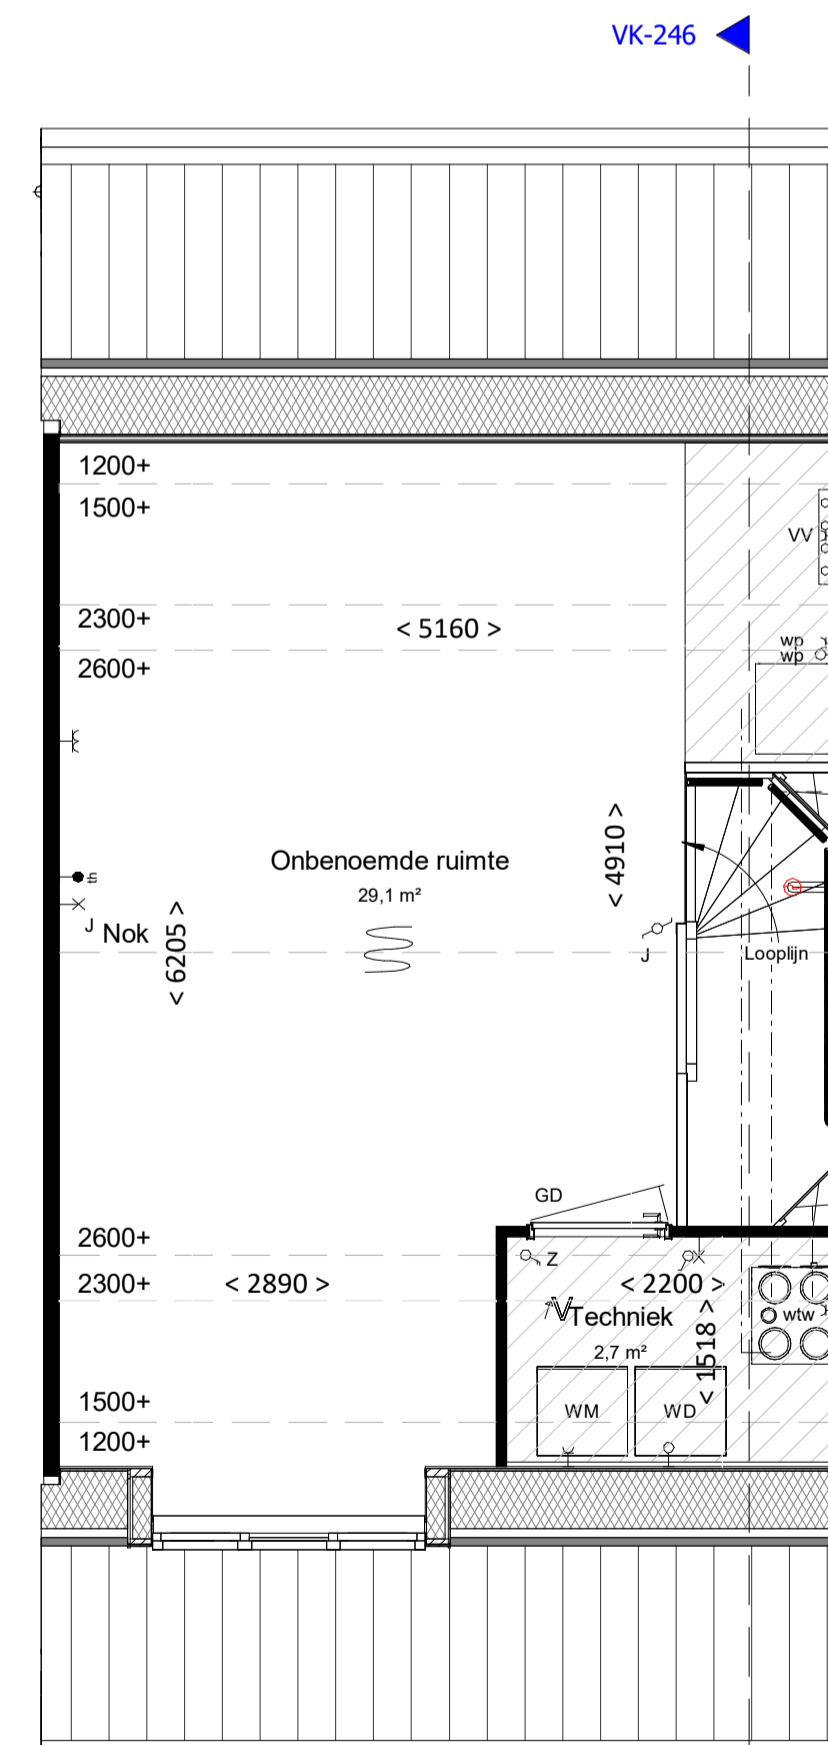 VK-246
1200+
1500+
VV
2300+
< 5160 >
wp
wp
2600+
th
Onbenoemde ruimte
29,1 m²
< 4910 >
J
Nok
< 6205 >
J
Looplijn
GD
2600+
Z
2300+
< 2890 >
< 2200 >
Techniek
wtw
2,7 m²
< 1518 >
1500+
WM
WD
1200+